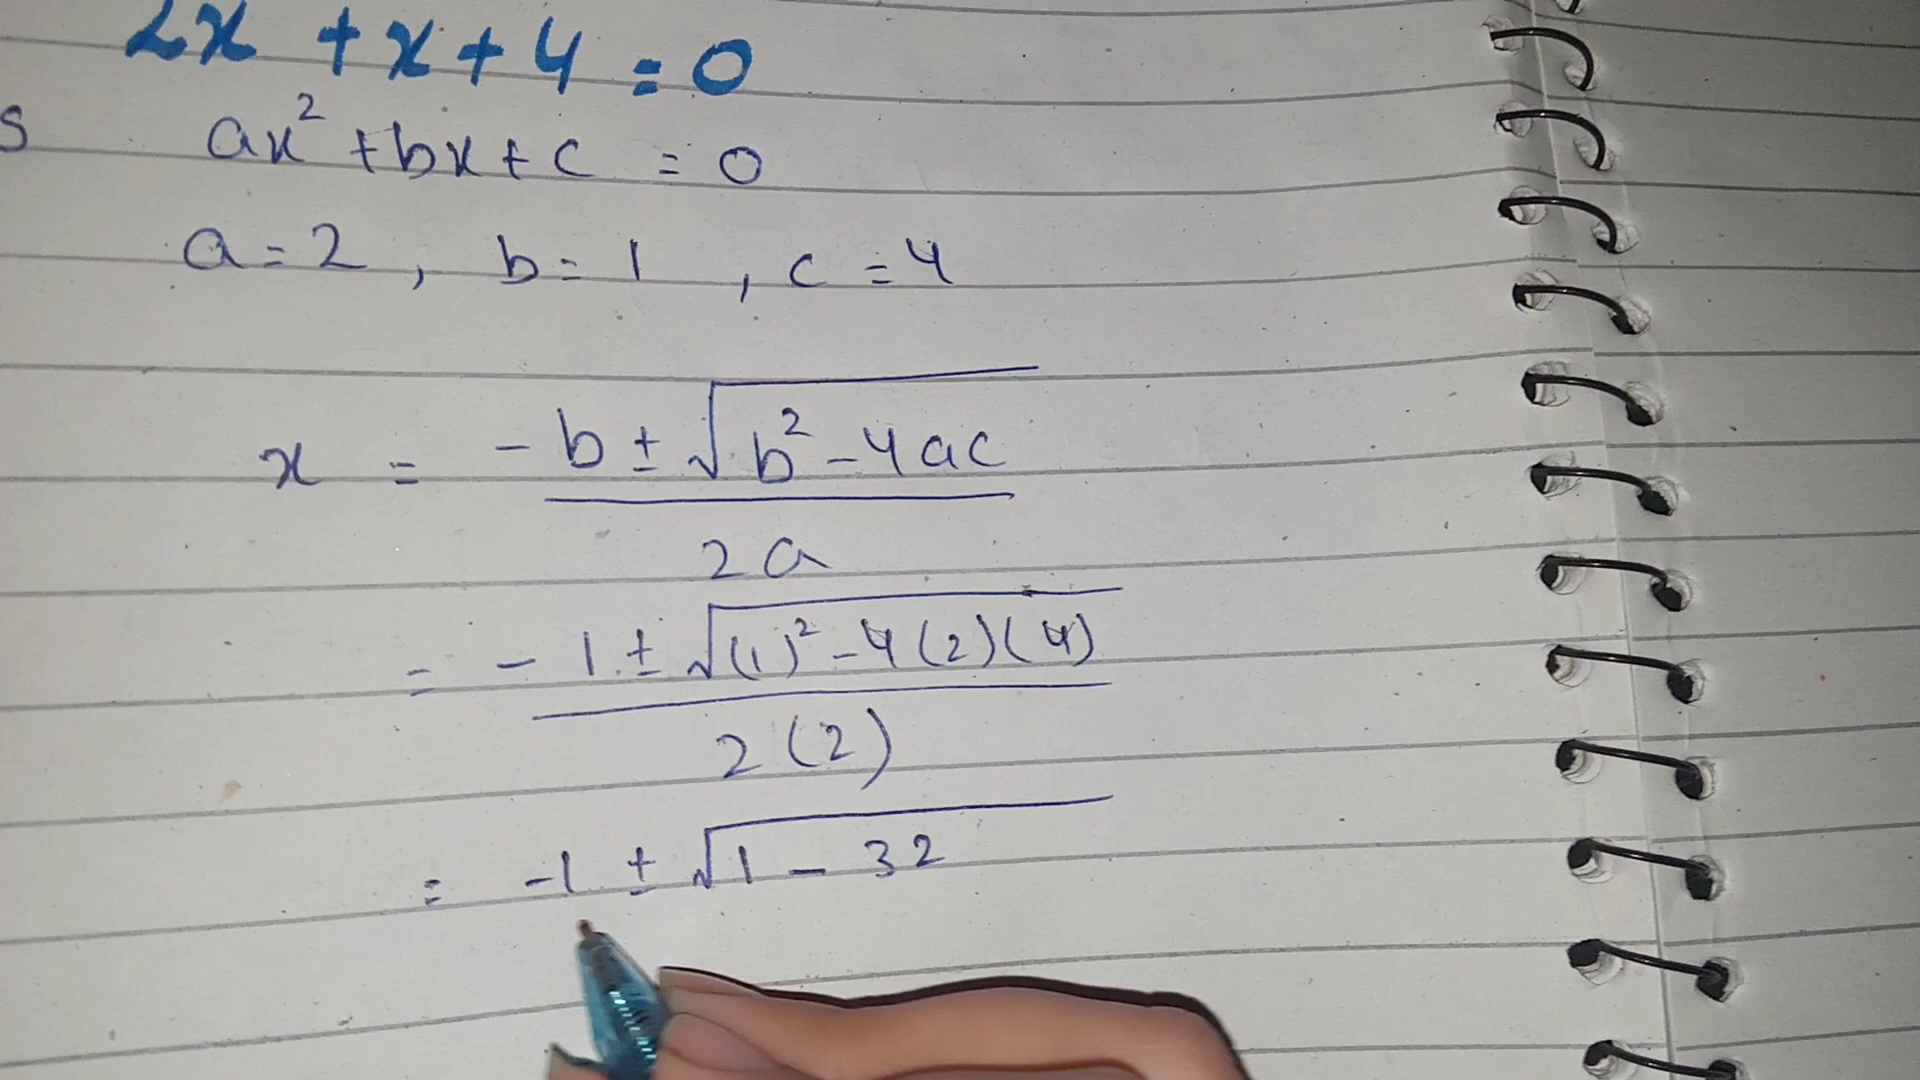 2x + x + 4 = 0
s ax² + bx + c = 0
a = 2 , b = 1 , c = 4
x = -b ± √b² - 4ac
2a
= -1 ± √(1)² - 4(2)(4)
2(2)
= -1 ± √1 - 32